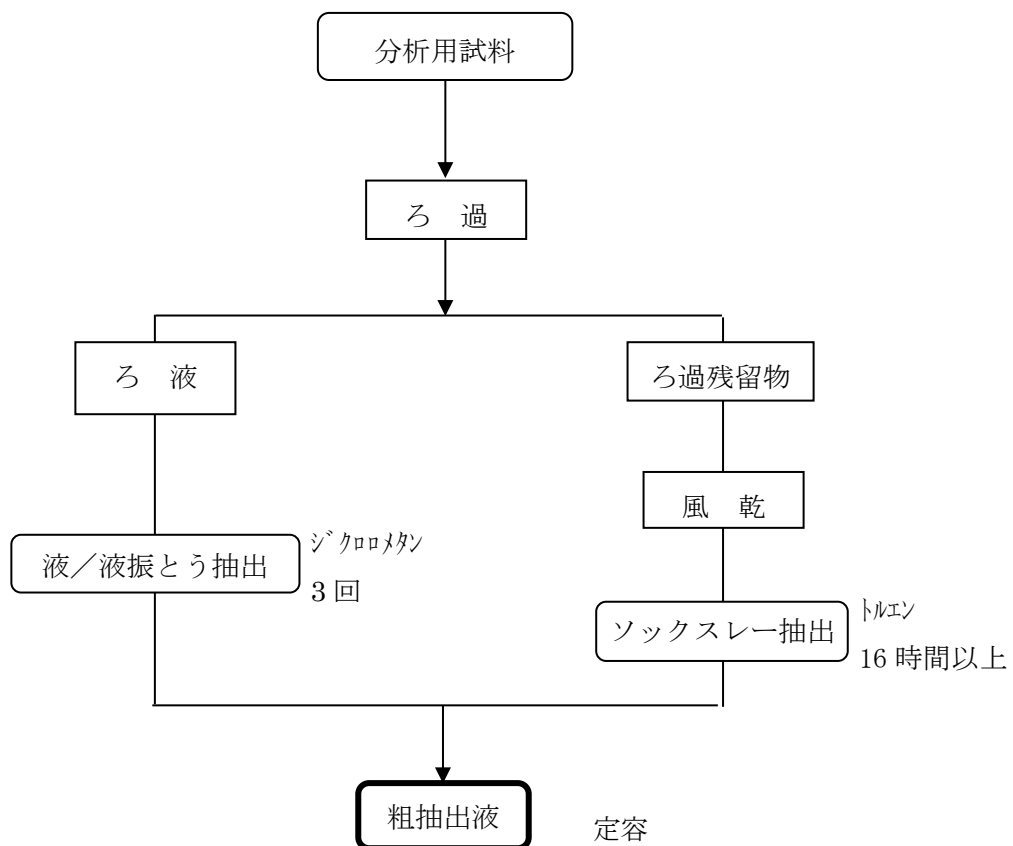 分析用試料
ろ　過
ろ　液
ろ過残留物
風　乾
液／液振とう抽出
ｼﾞｸﾛﾛﾒﾀﾝ
3回
ソックスレー抽出
ﾄﾙｴﾝ
16時間以上
粗抽出液
定容